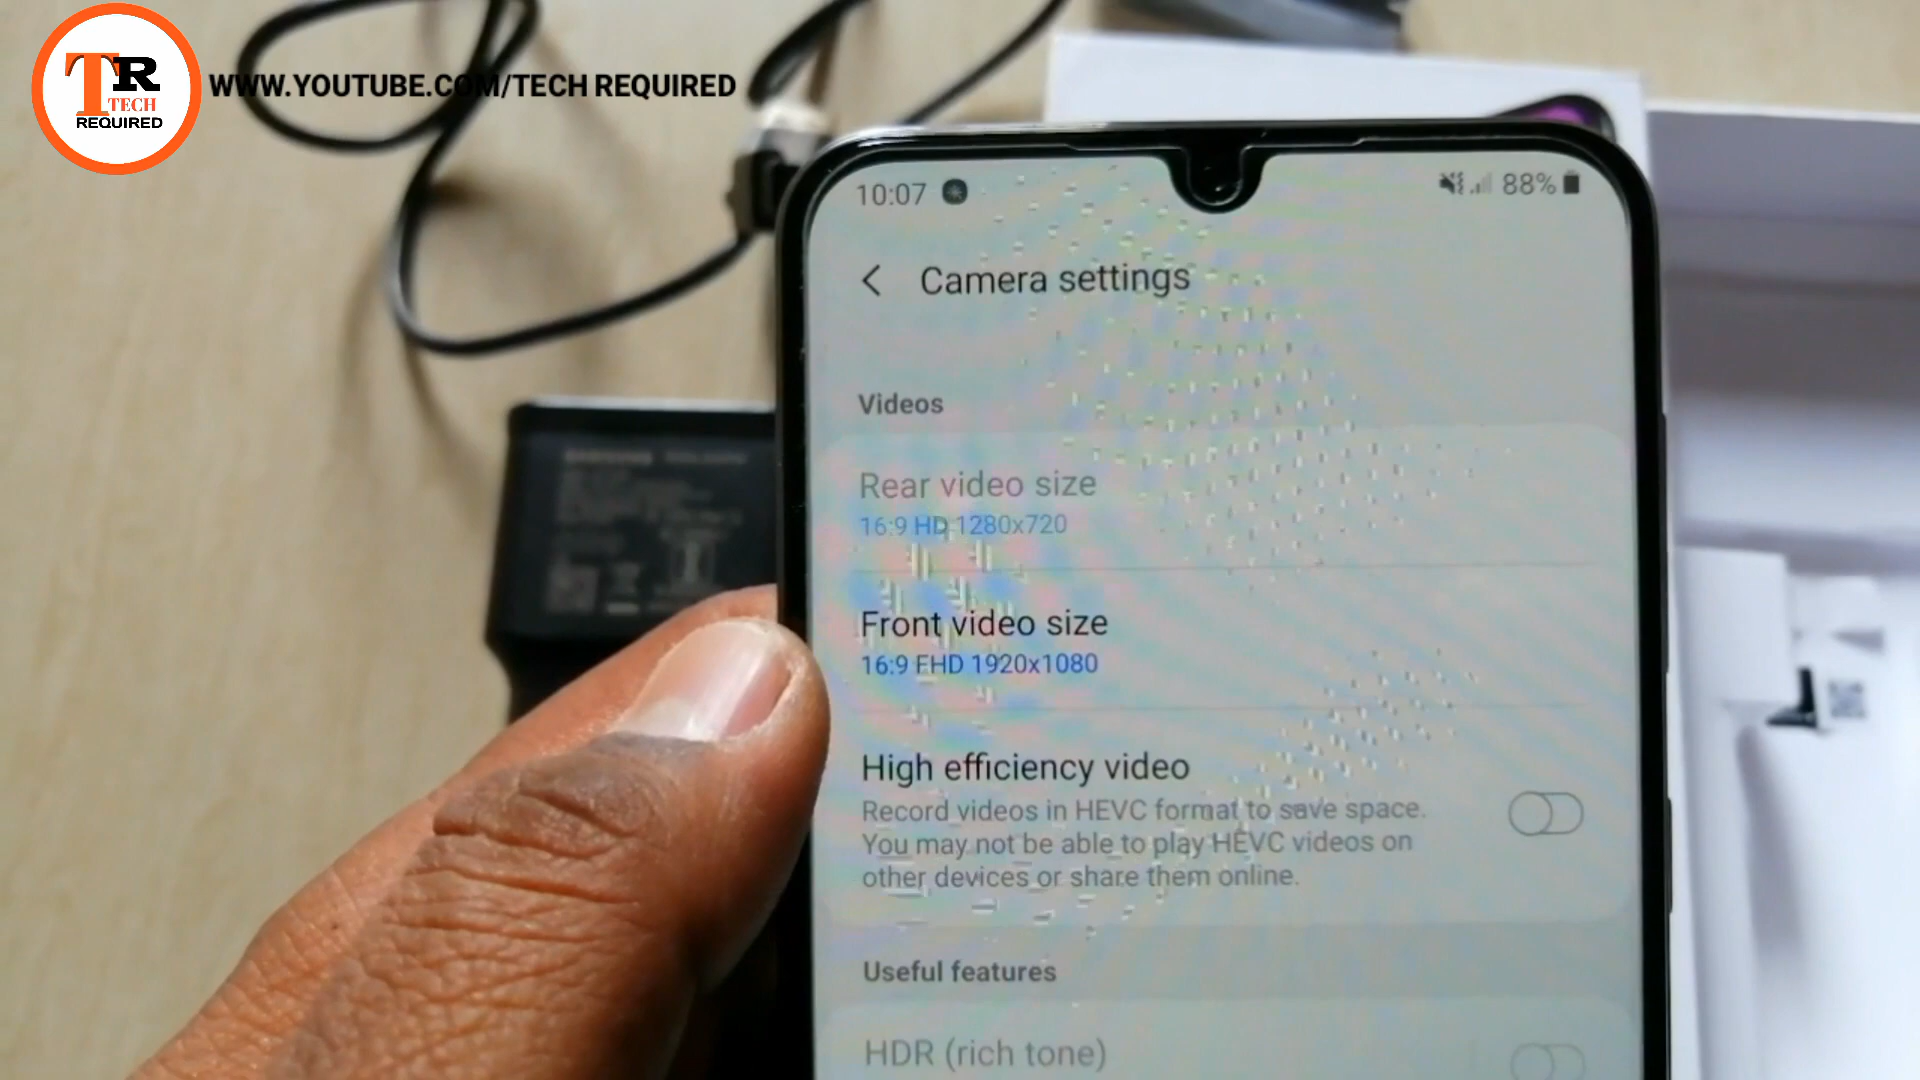 TR
TECH
REQUIRED
WWW.YOUTUBE.COM/TECH REQUIRED
10:07
88%
Camera settings
Videos
Rear video size
16:9 HD 1280x720
Front video size
16:9 FHD 1920x1080
High efficiency video
Record videos in HEVC format to save space.
You may not be able to play HEVC videos on
other devices or share them online.
Useful features
HDR (rich tone)